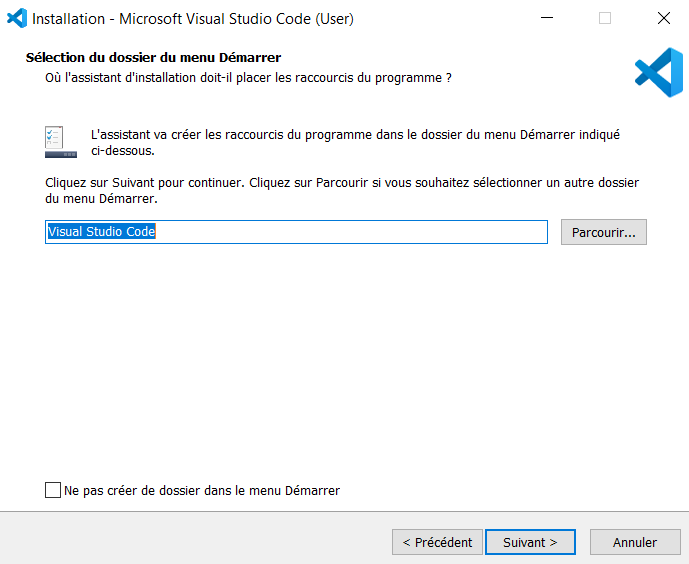 Installation - Microsoft Visual Studio Code (User)
Sélection du dossier du menu Démarrer
Où l'assistant d'installation doit-il placer les raccourcis du programme ?
L'assistant va créer les raccourcis du programme dans le dossier du menu Démarrer indiqué
ci-dessous.
Cliquez sur Suivant pour continuer. Cliquez sur Parcourir si vous souhaitez sélectionner un autre dossier
du menu Démarrer.
Visual Studio Code
Parcourir...
Ne pas créer de dossier dans le menu Démarrer
< Précédent
Suivant >
Annuler